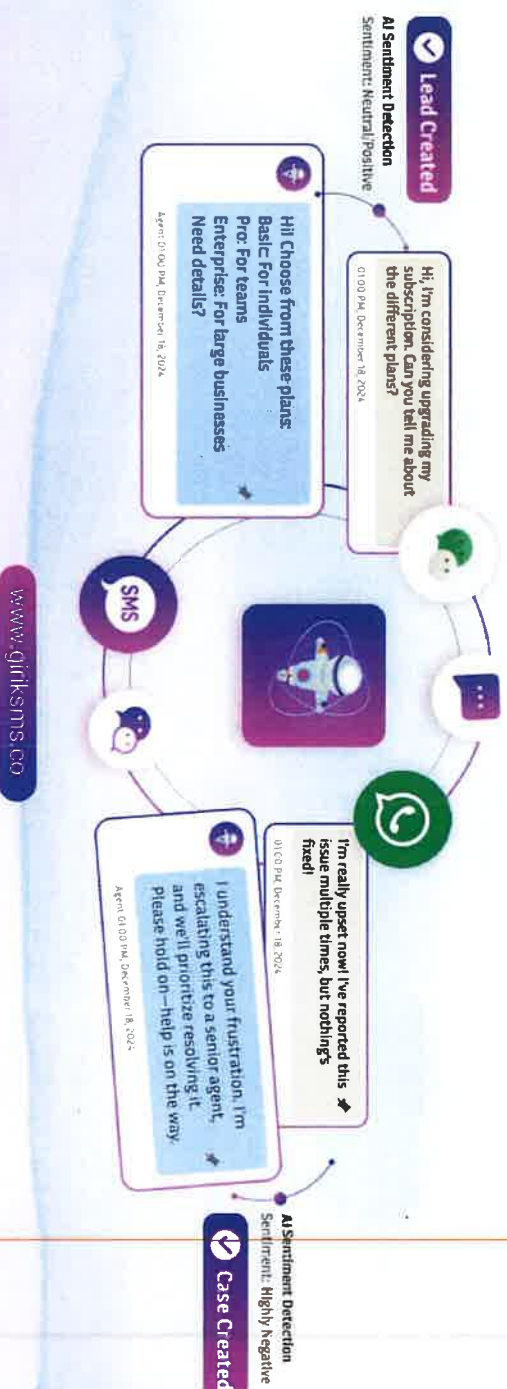 Lead Created
AI Sentiment Detection
Sentiment: Neutral/Positive
Hi, I'm considering upgrading my
subscription. Can you tell me about
the different plans?
01:00 PM, December 18, 2024
Hi! Choose from these plans:
Basic: For individuals
Pro: For teams
Enterprise: For large businesses
Need details?
Agent 01:00 PM, December 18, 2024
SMS
I'm really upset now! I've reported this
issue multiple times, but nothing's
fixed!
01:00 PM, December 18, 2024
I understand your frustration. I'm
escalating this to a senior agent,
and we'll prioritize resolving it.
Please hold on—help is on the way.
Agent 01:00 PM, December 18, 2024
AI Sentiment Detection
Sentiment: Highly Negative
Case Created
www.giriksms.co